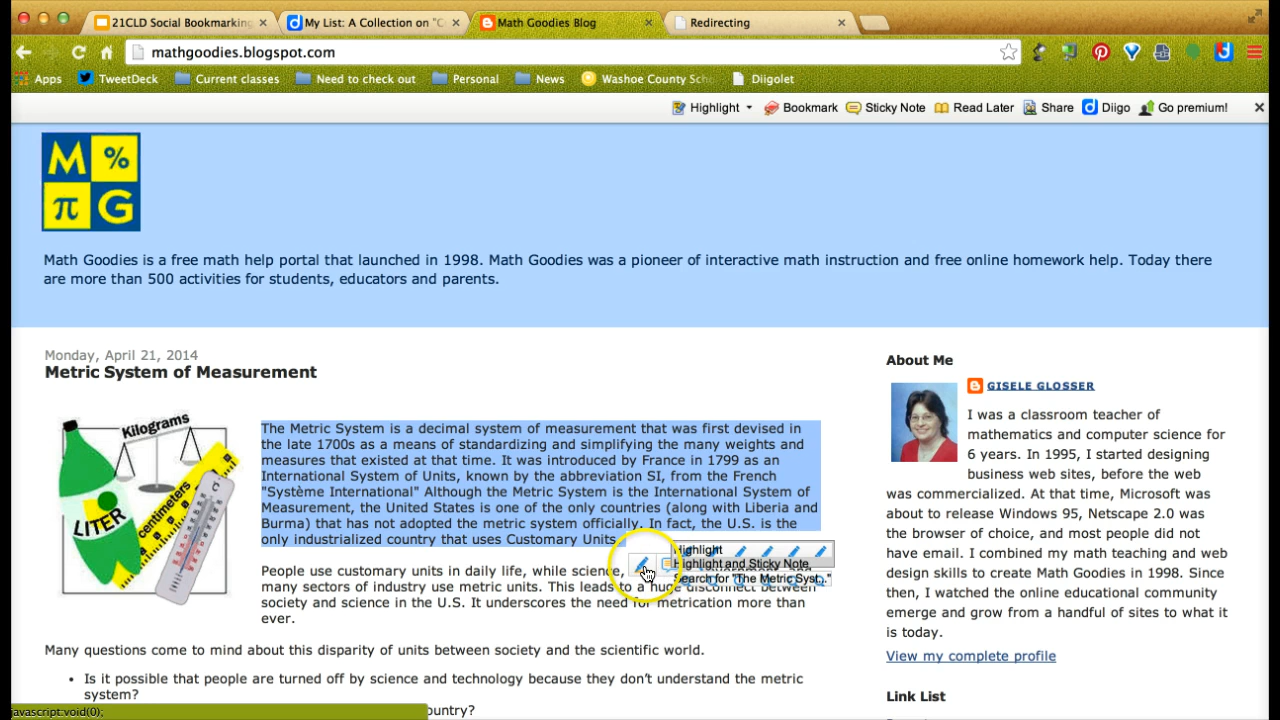 21CLD Social Bookmarking
My List: A Collection on "C
Math Goodies Blog
Redirecting
mathgoodies.blogspot.com
Apps
TweetDeck
Current classes
Need to check out
Personal
News
Washoe County Scho
Diigolet
Highlight
Bookmark
Sticky Note
Read Later
Share
Diigo
Go premium!
M %
π G
Math Goodies is a free math help portal that launched in 1998. Math Goodies was a pioneer of interactive math instruction and free online homework help. Today there
are more than 500 activities for students, educators and parents.
Monday, April 21, 2014
Metric System of Measurement
Kilograms
LITER
centimeters
C
The Metric System is a decimal system of measurement that was first devised in
the late 1700s as a means of standardizing and simplifying the many weights and
measures that existed at that time. It was introduced by France in 1799 as an
International System of Units, known by the abbreviation SI, from the French
"Système International" Although the Metric System is the International System of
Measurement, the United States is one of the only countries (along with Liberia and
Burma) that has not adopted the metric system officially. In fact, the U.S. is the
only industrialized country that uses Customary Units.
Highlight
Highlight and Sticky Note
Search for "The Metric Syst..."
People use customary units in daily life, while science,
many sectors of industry use metric units. This leads to a huge disconnect between
society and science in the U.S. It underscores the need for metrication more than
ever.
Many questions come to mind about this disparity of units between society and the scientific world.
• Is it possible that people are turned off by science and technology because they don't understand the metric
system?
ountry?
javascript:void(0);
About Me
GISELE GLOSSER
I was a classroom teacher of
mathematics and computer science for
6 years. In 1995, I started designing
business web sites, before the web
was commercialized. At that time, Microsoft was
about to release Windows 95, Netscape 2.0 was
the browser of choice, and most people did not
have email. I combined my math teaching and web
design skills to create Math Goodies in 1998. Since
then, I watched the online educational community
emerge and grow from a handful of sites to what it
is today.
View my complete profile
Link List